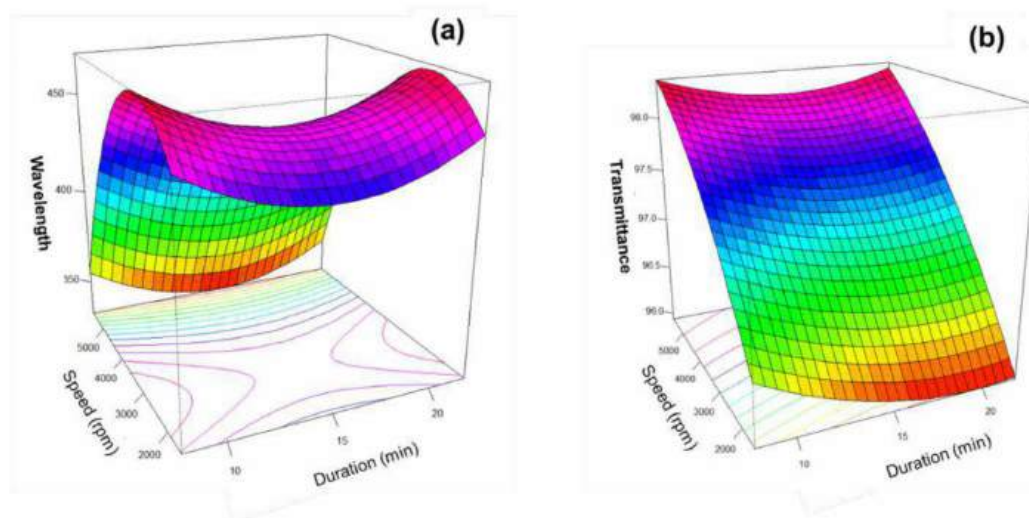 (a)
450
400
350
Wavelength
5000
4000
3000
2000
Speed (rpm)
10
15
20
Duration (min)
(b)
98.0
97.5
97.0
96.5
96.0
Transmittance
5000
4000
3000
2000
Speed (rpm)
10
15
20
Duration (min)